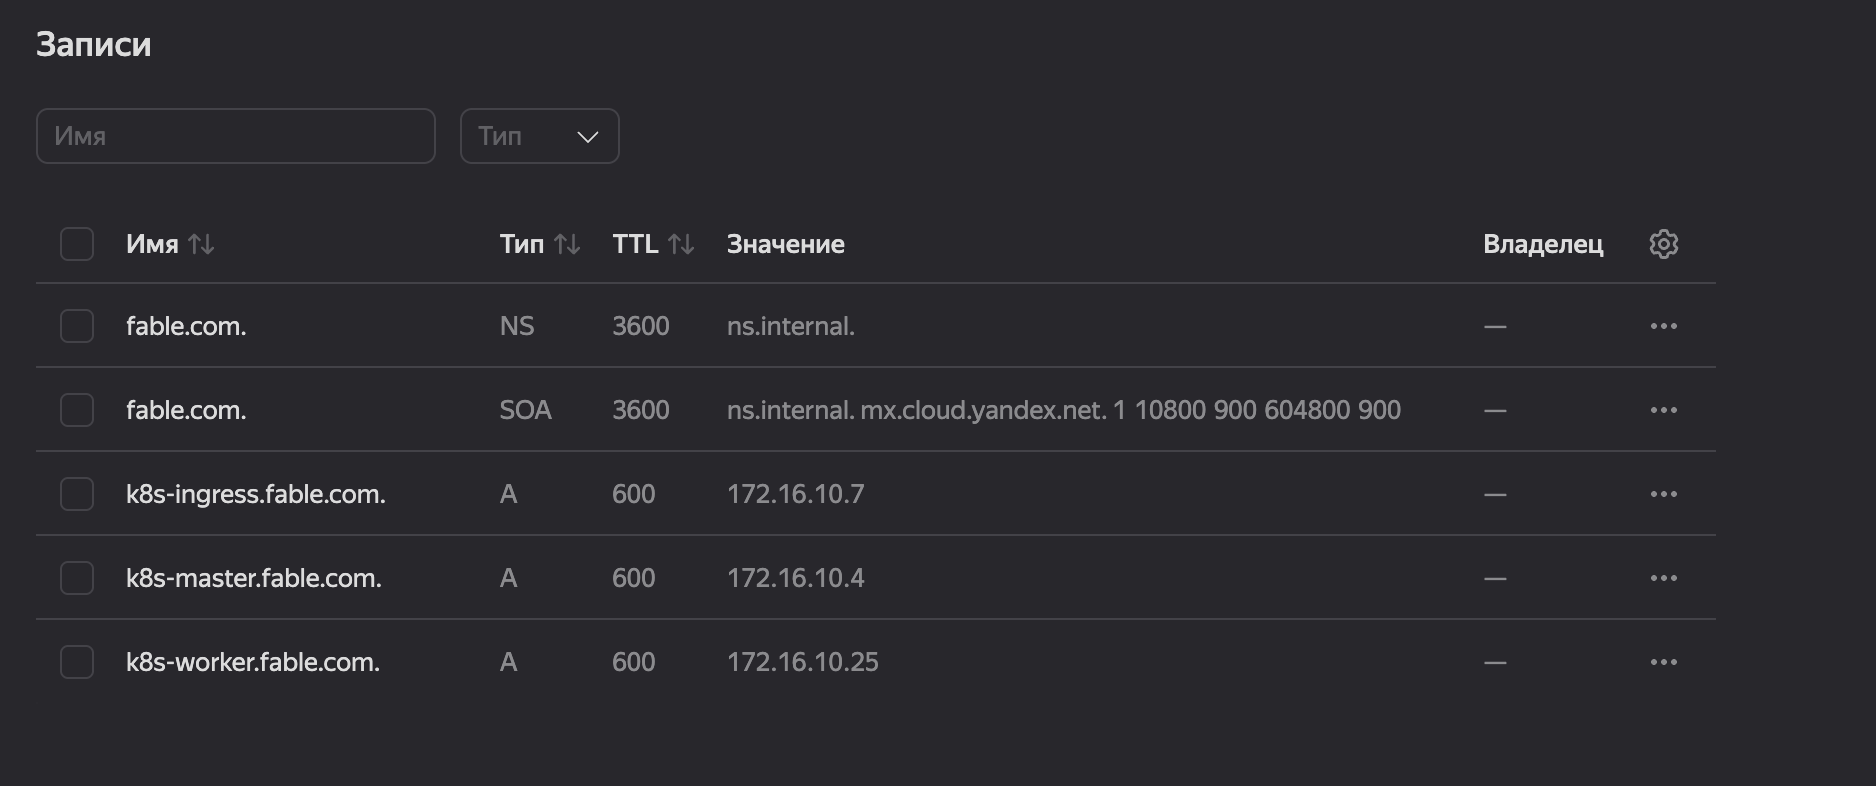 Записи
Имя Тип
Имя Тип TTL Значение Владелец
fable.com. NS 3600 ns.internal. —
fable.com. SOA 3600 ns.internal. mx.cloud.yandex.net. 1 10800 900 604800 900 —
k8s-ingress.fable.com. A 600 172.16.10.7 —
k8s-master.fable.com. A 600 172.16.10.4 —
k8s-worker.fable.com. A 600 172.16.10.25 —